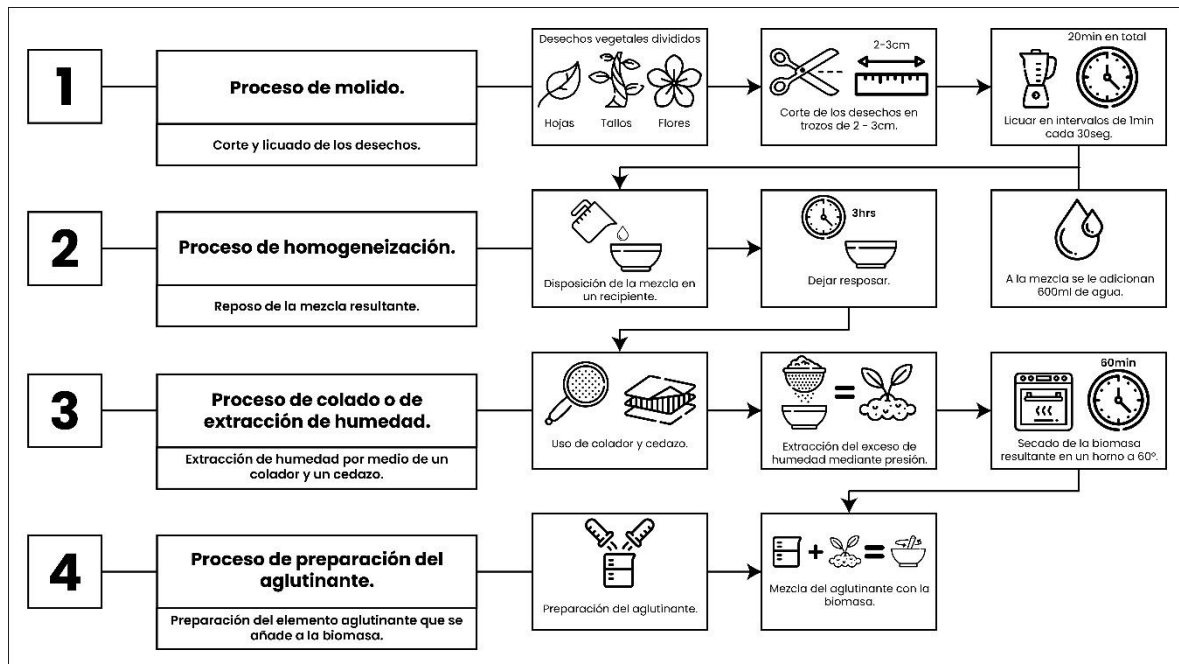 1
Proceso de molido.
Corte y licuado de los desechos.
Desechos vegetales divididos
Hojas
Tallos
Flores
2-3cm
Corte de los desechos en
trozos de 2 - 3cm.
20min en total
Licuar en intervalos de 1min
cada 30seg.
2
Proceso de homogeneización.
Reposo de la mezcla resultante.
Disposición de la mezcla en
un recipiente.
3hrs
Dejar resposar.
A la mezcla se le adicionan
600ml de agua.
3
Proceso de colado o de
extracción de humedad.
Extracción de humedad por medio de un
colador y un cedazo.
Uso de colador y cedazo.
Extracción del exceso de
humedad mediante presión.
60min
Secado de la biomasa
resultante en un horno a 60°.
4
Proceso de preparación del
aglutinante.
Preparación del elemento aglutinante que se
añade a la biomasa.
Preparación del aglutinante.
Mezcla del aglutinante con la
biomasa.